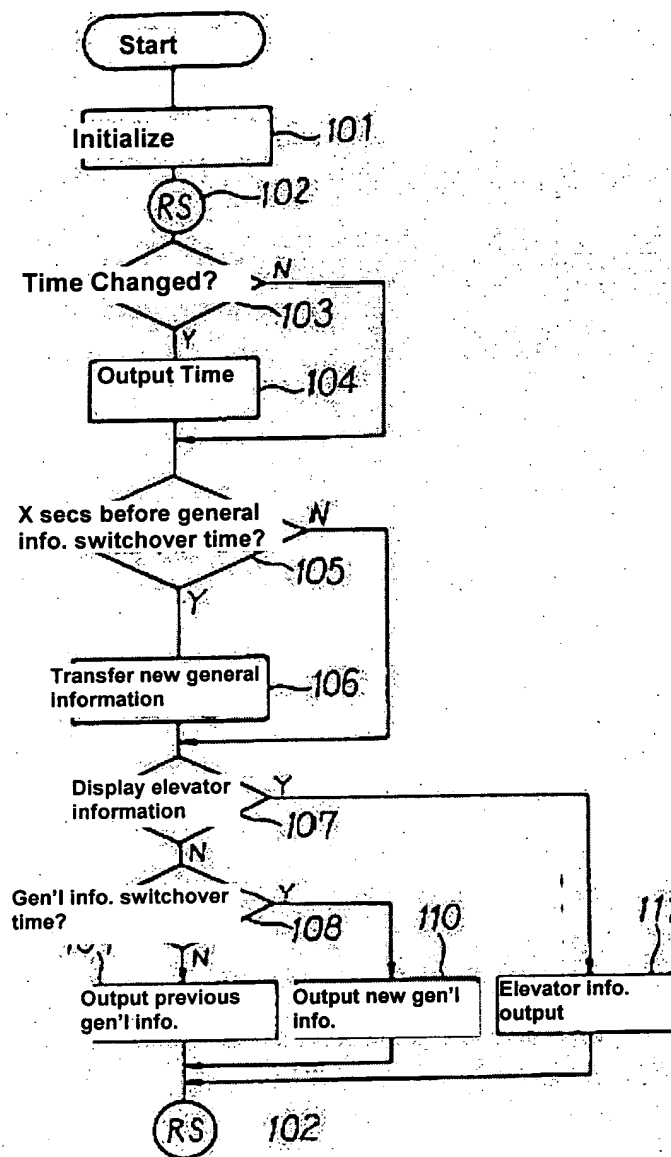 Start
Initialize
101
RS
102
Time Changed?
N
103
Y
Output Time
104
X secs before general
info. switchover time?
N
105
Y
Transfer new general
information
106
Display elevator
information
Y
107
N
Gen'l info. switchover
time?
Y
108
N
110
Output previous
gen'l info.
Output new gen'l
info.
Elevator info.
output
RS
102